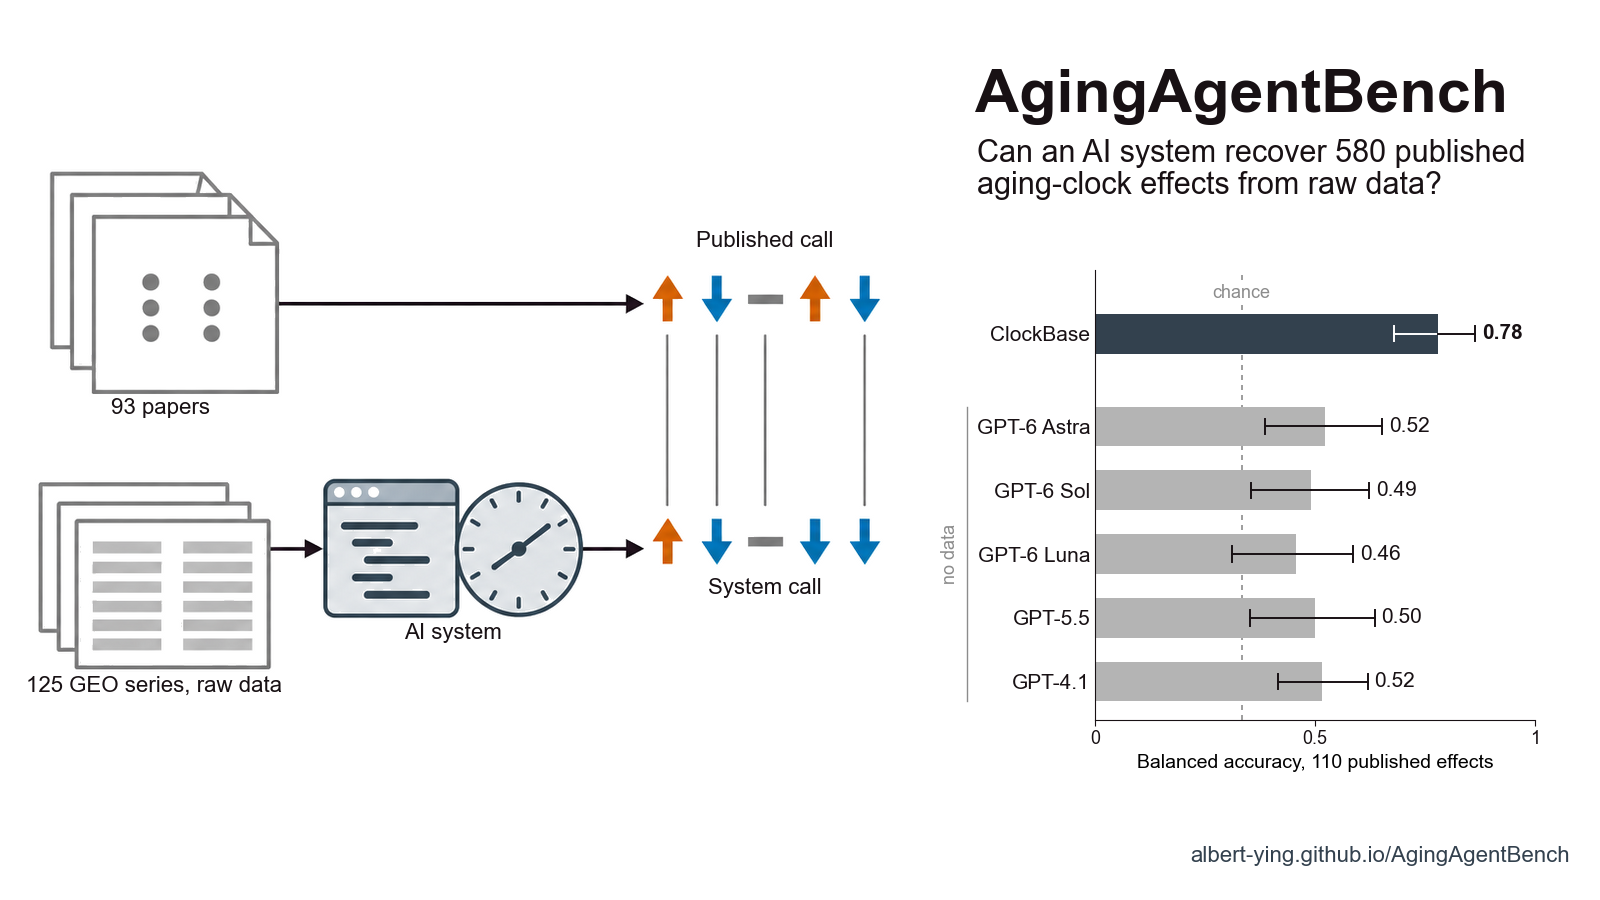 AgingAgentBench
Can an AI system recover 580 published
aging-clock effects from raw data?
93 papers
Published call
125 GEO series, raw data
AI system
System call
chance
ClockBase
0.78
no data
GPT-6 Astra
0.52
GPT-6 Sol
0.49
GPT-6 Luna
0.46
GPT-5.5
0.50
GPT-4.1
0.52
0
0.5
1
Balanced accuracy, 110 published effects
albert-ying.github.io/AgingAgentBench